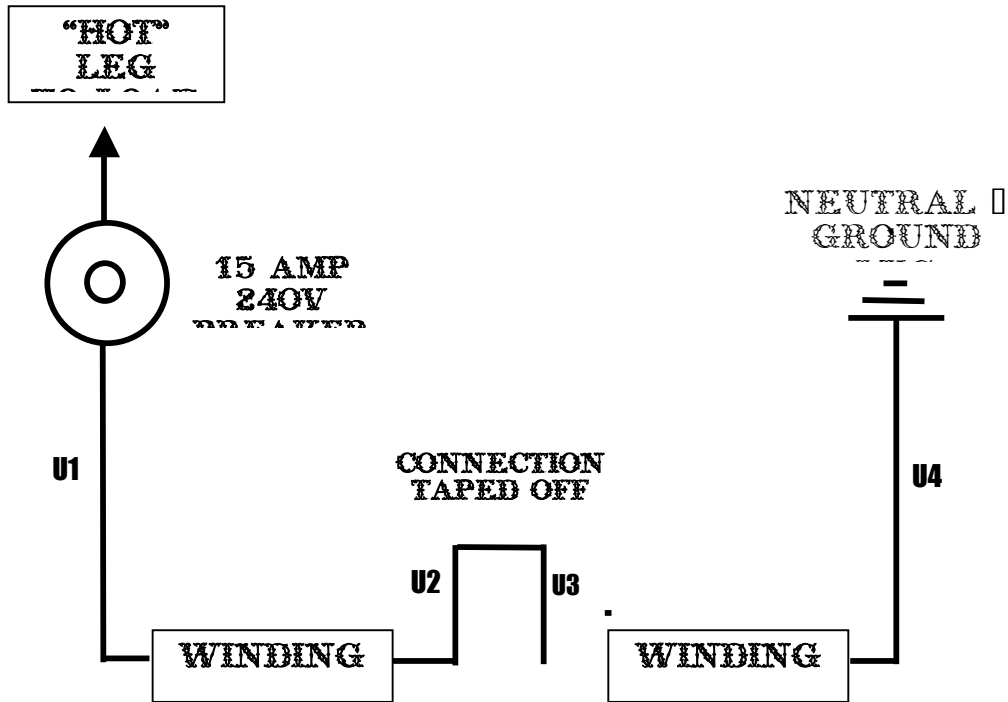 “HOT”
LEG
NEUTRAL
GROUND
15 AMP
240V
U1
CONNECTION
TAPED OFF
U4
U2
U3
WINDING
WINDING